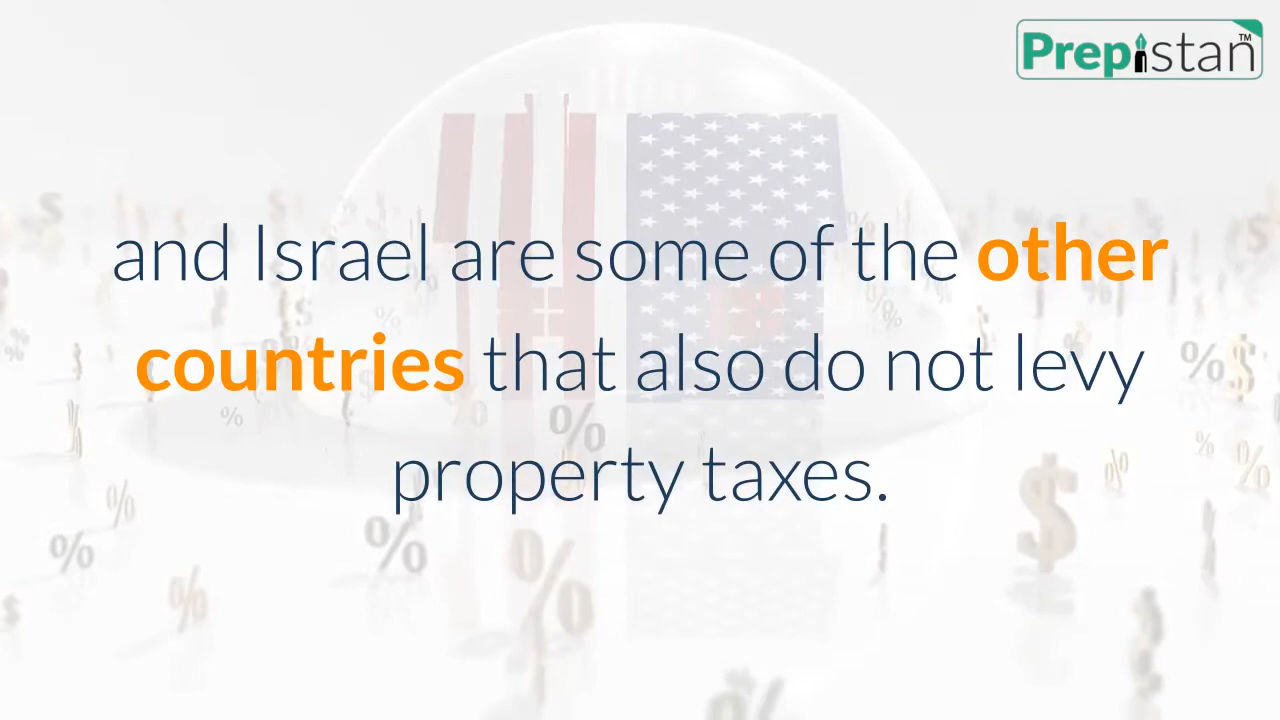 Prepistan™
and Israel are some of the other
countries that also do not levy
property taxes.